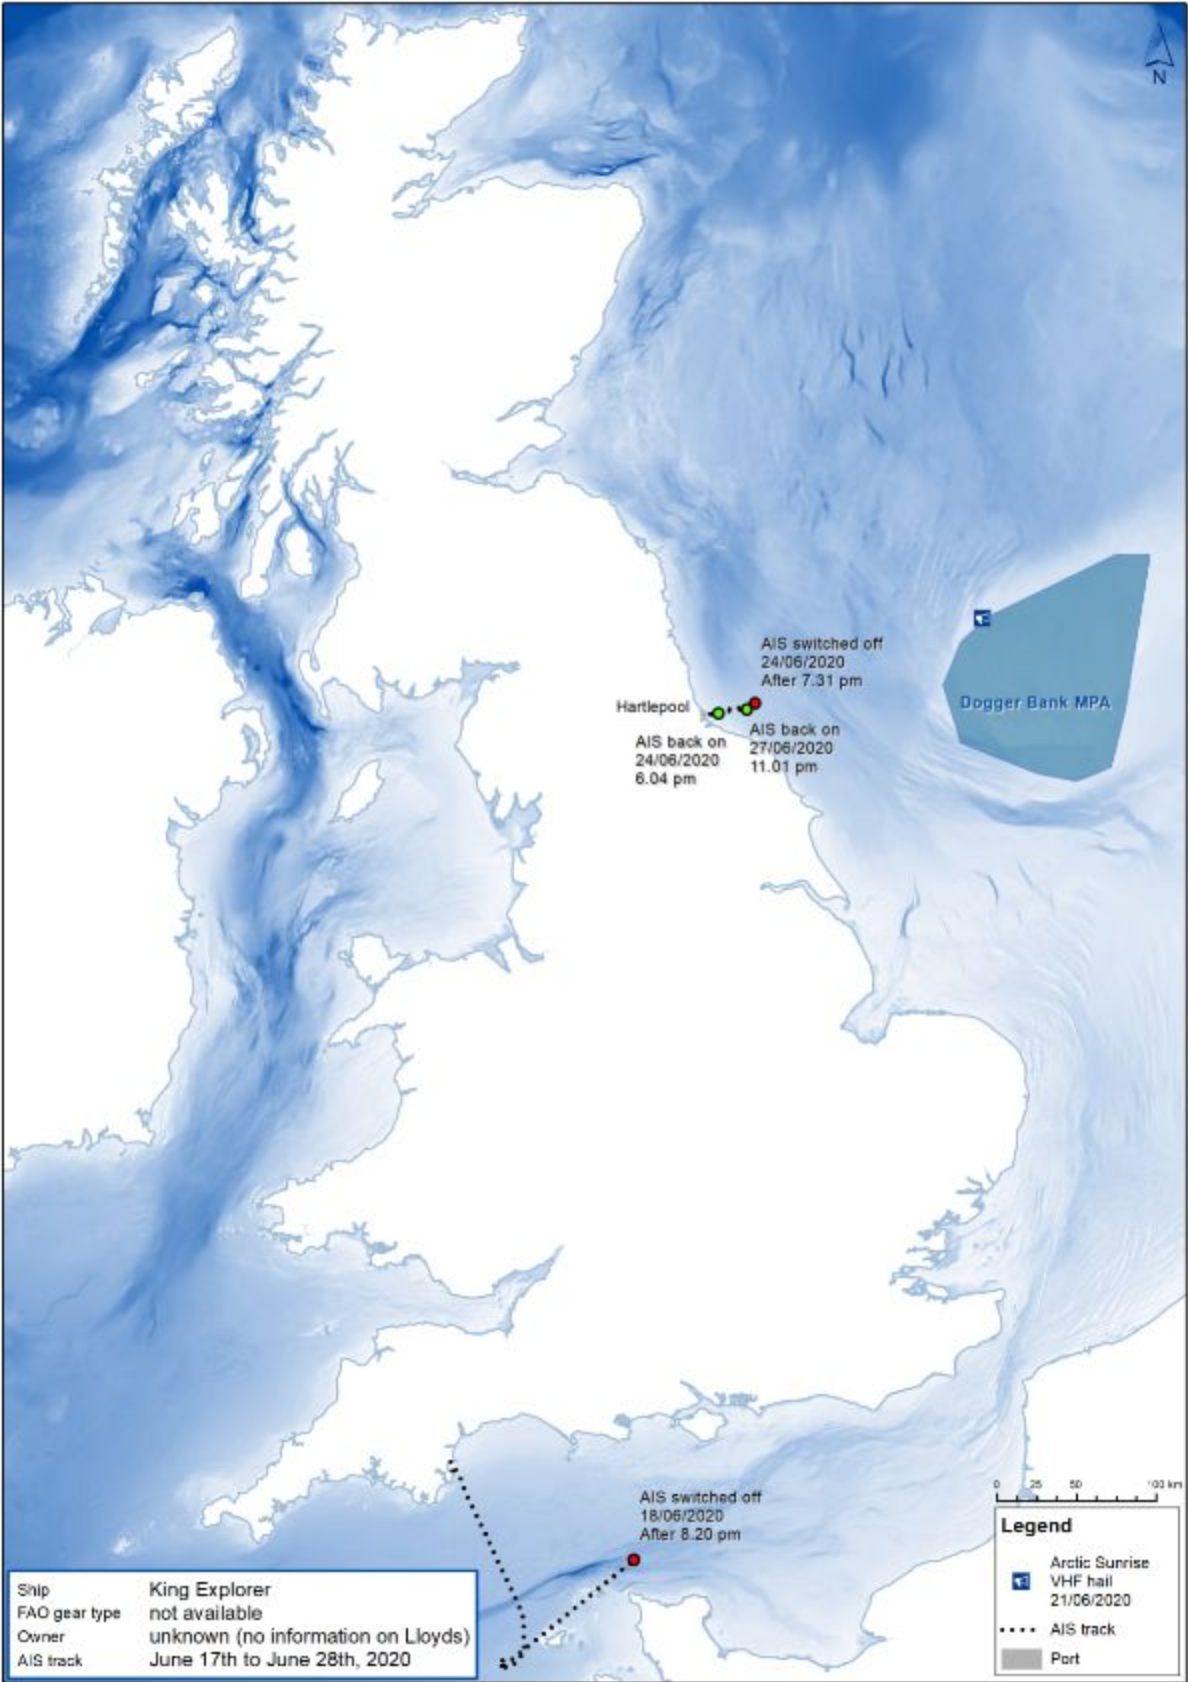 N
AIS switched off
24/06/2020
After 7.31 pm
Dogger Bank MPA
Hartlepool
AIS back on
27/06/2020
11.01 pm
AIS back on
24/06/2020
6.04 pm
AIS switched off
18/06/2020
After 8.20 pm
0 25 50 100 km
Legend
Arctic Sunrise
VHF hail
21/06/2020
AIS track
Port
Ship King Explorer
FAO gear type not available
Owner unknown (no information on Lloyds)
AIS track June 17th to June 28th, 2020